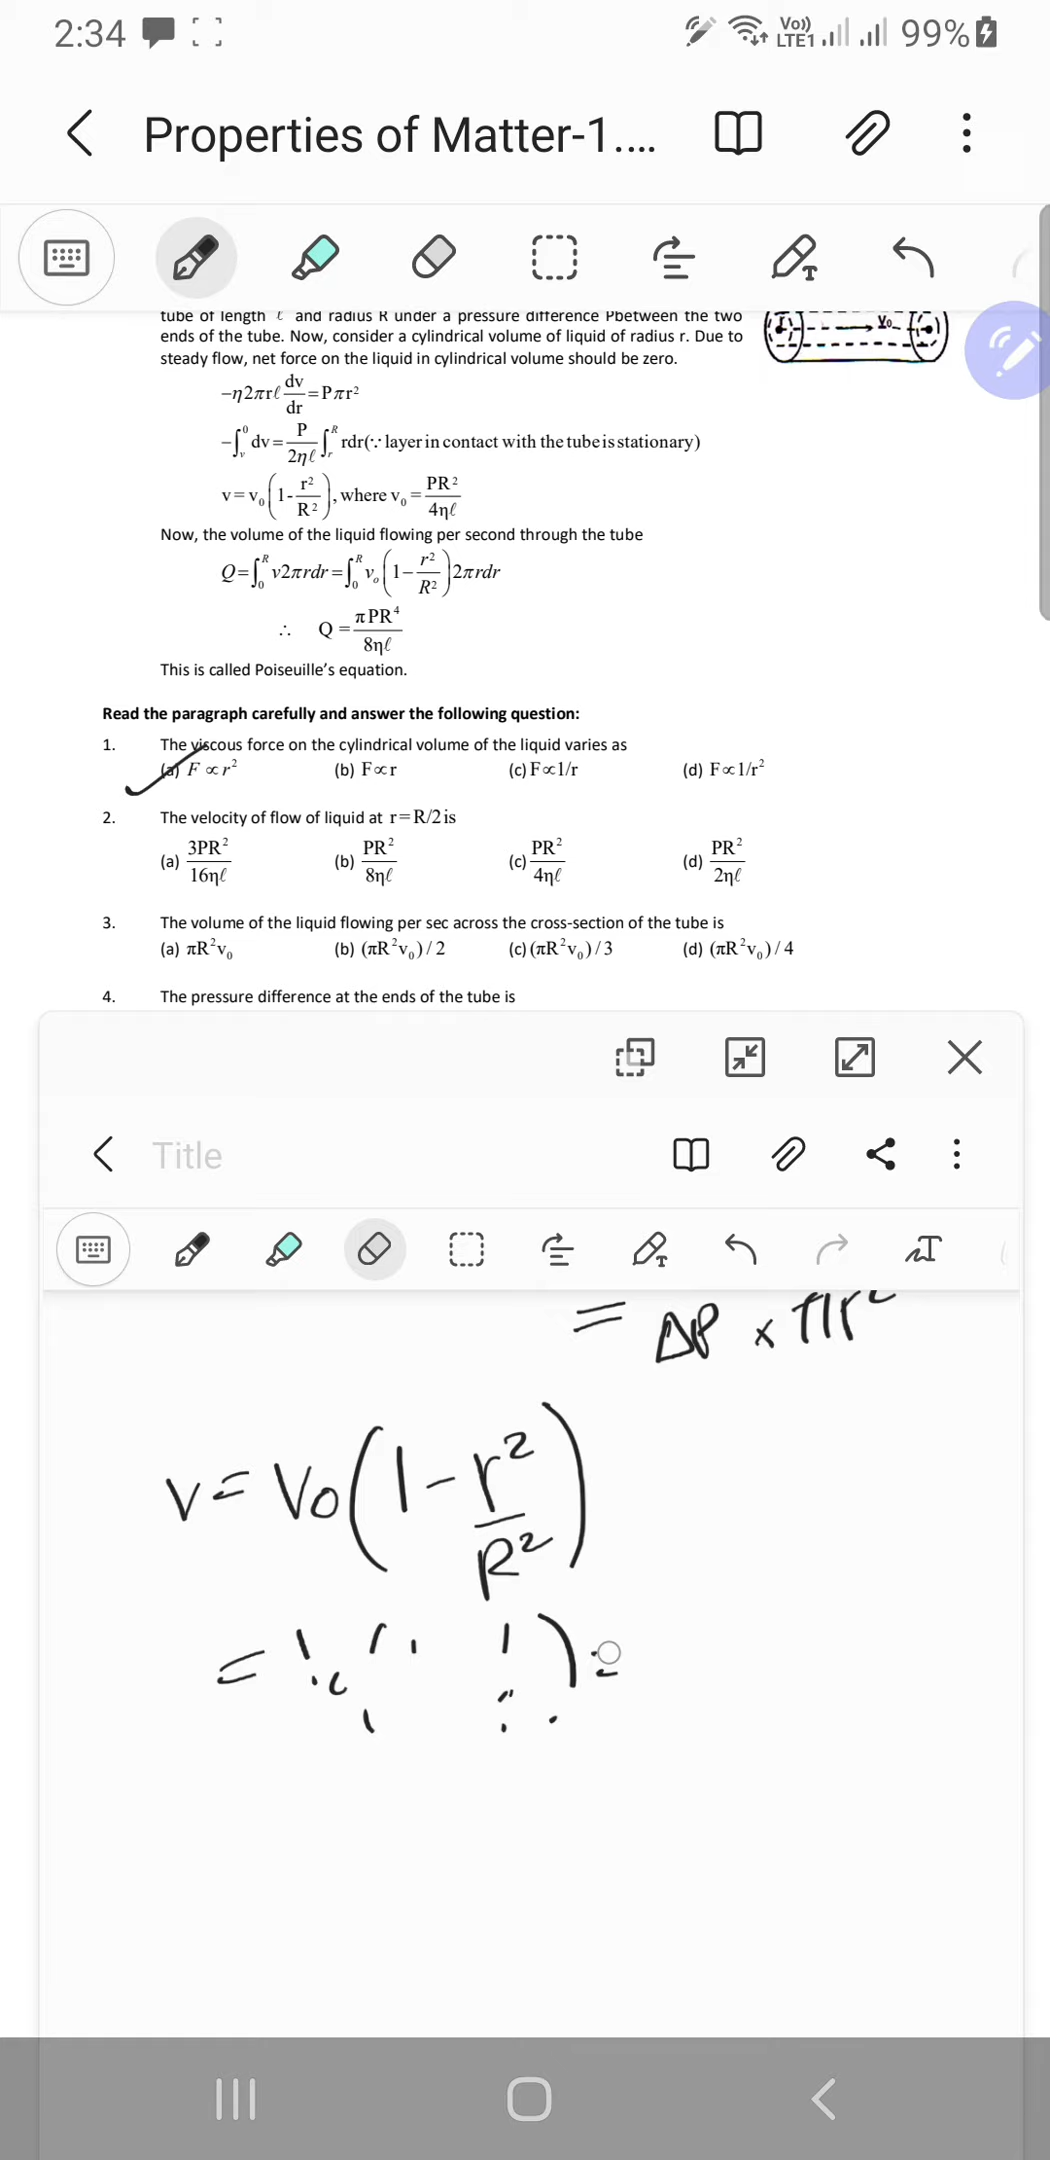 2:34 Vo)) LTE1 99%
Properties of Matter-1....
tube of length ℓ and radius R under a pressure difference Pbetween the two
ends of the tube. Now, consider a cylindrical volume of liquid of radius r. Due to
steady flow, net force on the liquid in cylindrical volume should be zero.
−η2πrℓ dv/dr = Pπr²
−∫ᵥ⁰ dv = P/2ηℓ ∫ᵣᴿ rdr(∵ layer in contact with the tube is stationary)
v = v₀(1 - r²/R²), where v₀ = PR²/4ηℓ
Now, the volume of the liquid flowing per second through the tube
Q=∫₀ᴿ v2πrdr = ∫₀ᴿ vₒ(1 − r²/R²)2πrdr
∴ Q = πPR⁴/8ηℓ
This is called Poiseuille’s equation.
Read the paragraph carefully and answer the following question:
1. The viscous force on the cylindrical volume of the liquid varies as
(a) F ∝ r² (b) F∝r (c) F∝1/r (d) F∝1/r²
2. The velocity of flow of liquid at r=R/2 is
(a) 3PR²/16ηℓ (b) PR²/8ηℓ (c) PR²/4ηℓ (d) PR²/2ηℓ
3. The volume of the liquid flowing per sec across the cross-section of the tube is
(a) πR²v₀ (b) (πR²v₀)/2 (c) (πR²v₀)/3 (d) (πR²v₀)/4
4. The pressure difference at the ends of the tube is
Title
= ΔP × πr²
v = V₀(1 - r²/R²)